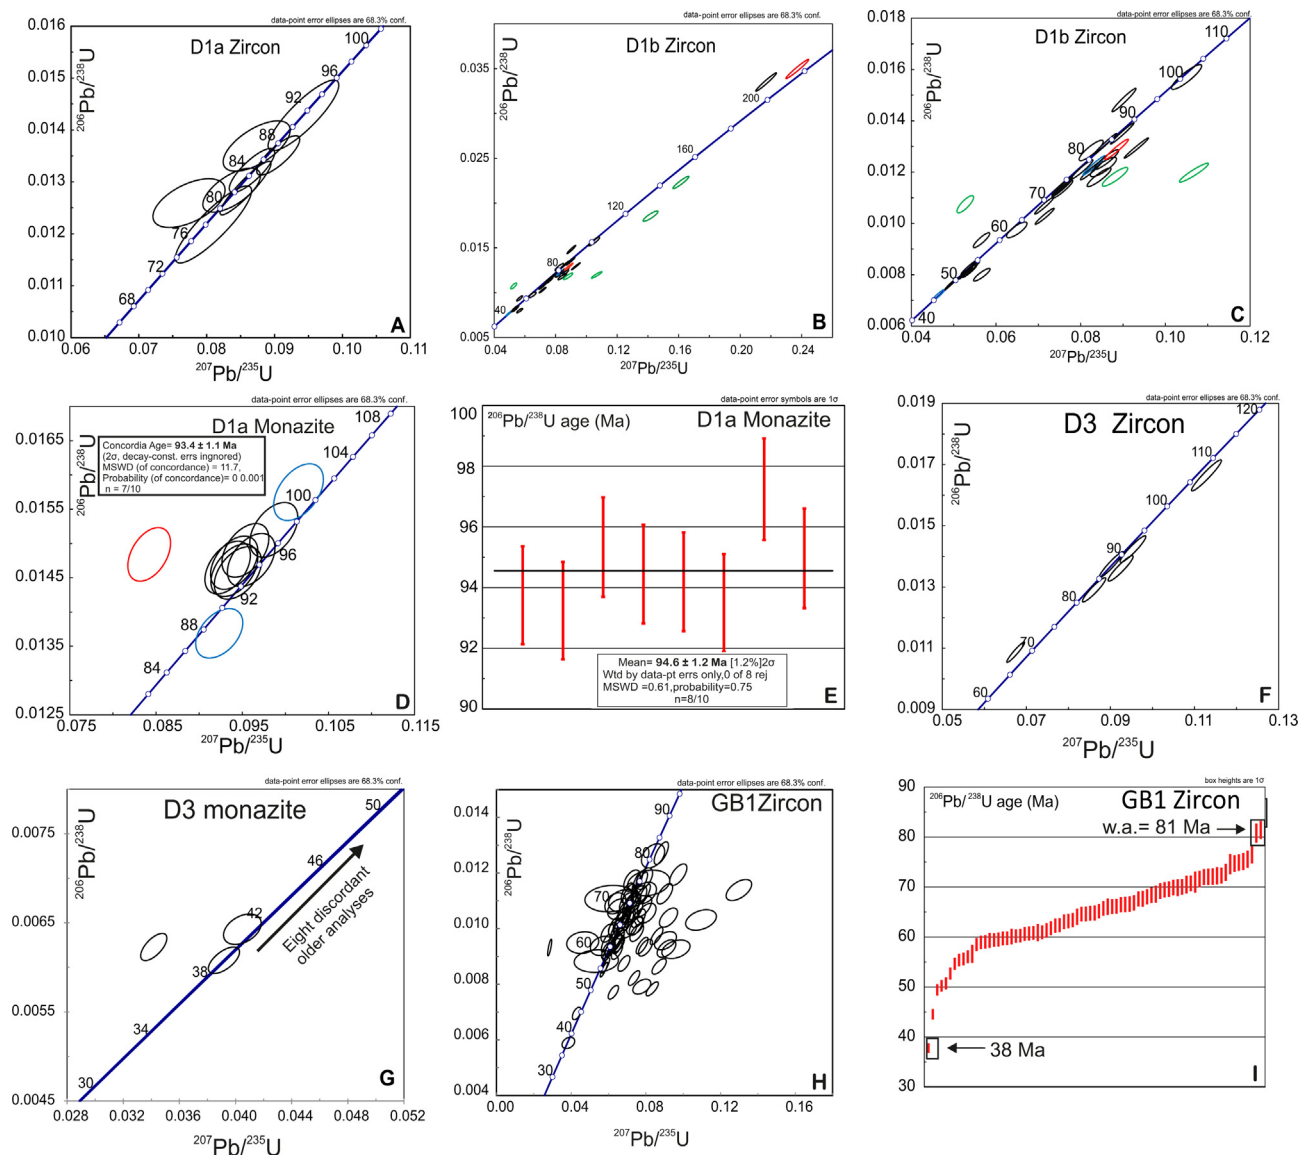 data-point error ellipses are 68.3% conf.
D1a Zircon
206Pb/238U
0.016
0.015
0.014
0.013
0.012
0.011
0.010
100
96
92
88
84
80
76
72
68
A
0.06 0.07 0.08 0.09 0.10 0.11
207Pb/235U
data-point error ellipses are 68.3% conf.
D1b Zircon
206Pb/238U
0.035
0.025
0.015
0.005
200
160
120
80
40
B
0.04 0.08 0.12 0.16 0.20 0.24
207Pb/235U
data-point error ellipses are 68.3% conf.
D1b Zircon
206Pb/238U
0.018
0.016
0.014
0.012
0.010
0.008
0.006
110
100
90
80
70
60
50
40
C
0.04 0.06 0.08 0.10 0.12
207Pb/235U
data-point error ellipses are 68.3% conf.
D1a Monazite
206Pb/238U
Concordia Age= 93.4 ± 1.1 Ma
(2σ, decay-const. errs ingnored)
MSWD (of concordance) = 11.7,
Probability (of concordance)= 0 0.001
n = 7/10
0.0165
0.0155
0.0145
0.0135
0.0125
108
104
100
96
92
88
84
D
0.075 0.085 0.095 0.105 0.115
207Pb/235U
data-point error symbols are 1σ
206Pb/238U age (Ma) D1a Monazite
100
98
96
94
92
90
Mean= 94.6 ± 1.2 Ma [1.2%]2σ
Wtd by data-pt errs only,0 of 8 rej
MSWD =0.61,probability=0.75
n=8/10
E
data-point error ellipses are 68.3% conf.
D3 Zircon
206Pb/238U
0.019
0.017
0.015
0.013
0.011
0.009
120
110
100
90
80
70
60
F
0.05 0.07 0.09 0.11 0.13
207Pb/235U
data-point error ellipses are 68.3% conf.
D3 monazite
206Pb/238U
0.0075
0.0065
0.0055
0.0045
50
46
42
38
34
30
Eight discordant
older analyses
G
0.028 0.032 0.036 0.040 0.044 0.048 0.052
207Pb/235U
data-point error ellipses are 68.3% conf.
GB1Zircon
206Pb/238U
0.014
0.012
0.010
0.008
0.006
0.004
90
80
70
60
50
40
30
H
0.00 0.04 0.08 0.12 0.16
207Pb/235U
box heights are 1σ
206Pb/238U age (Ma) GB1 Zircon
w.a.= 81 Ma
90
80
70
60
50
40
30
38 Ma
I